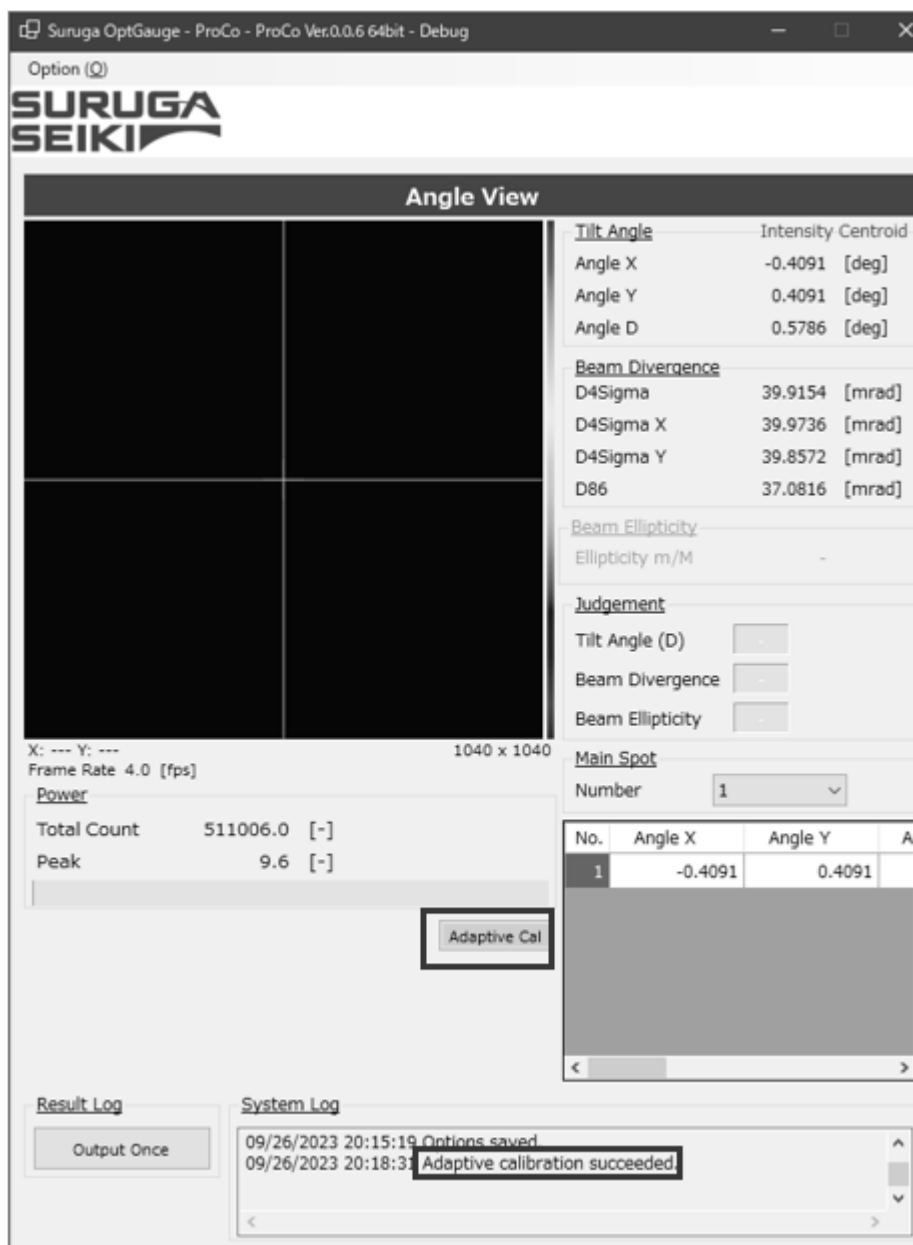 Suruga OptGauge - ProCo - ProCo Ver.0.0.6 64bit - Debug
Option (O)
SURUGA
SEIKI
Angle View
Tilt Angle Intensity Centroid
Angle X -0.4091 [deg]
Angle Y 0.4091 [deg]
Angle D 0.5786 [deg]
Beam Divergence
D4Sigma 39.9154 [mrad]
D4Sigma X 39.9736 [mrad]
D4Sigma Y 39.8572 [mrad]
D86 37.0816 [mrad]
Beam Ellipticity
Ellipticity m/M -
Judgement
Tilt Angle (D) -
Beam Divergence -
Beam Ellipticity -
X: --- Y: --- 1040 x 1040
Frame Rate 4.0 [fps]
Main Spot
Number 1
Power
Total Count 511006.0 [-]
Peak 9.6 [-]
No. Angle X Angle Y A
1 -0.4091 0.4091
Adaptive Cal
Result Log
Output Once
System Log
09/26/2023 20:15:19 Options saved.
09/26/2023 20:18:31 Adaptive calibration succeeded.